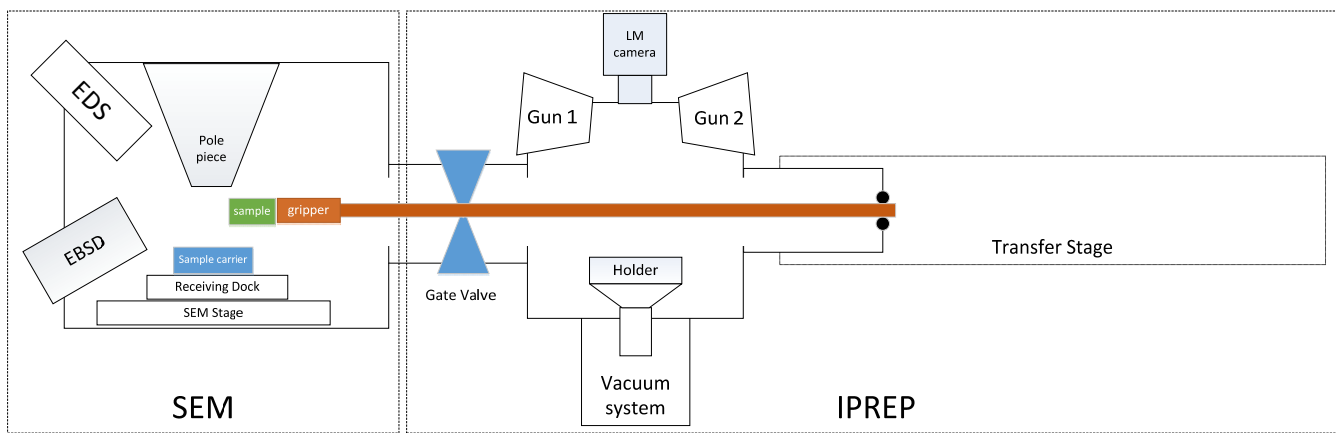 EDS
Pole
piece
EBSD
sample
gripper
Sample carrier
Receiving Dock
SEM Stage
SEM
LM
camera
Gun 1
Gun 2
Gate Valve
Holder
Vacuum
system
Transfer Stage
IPREP